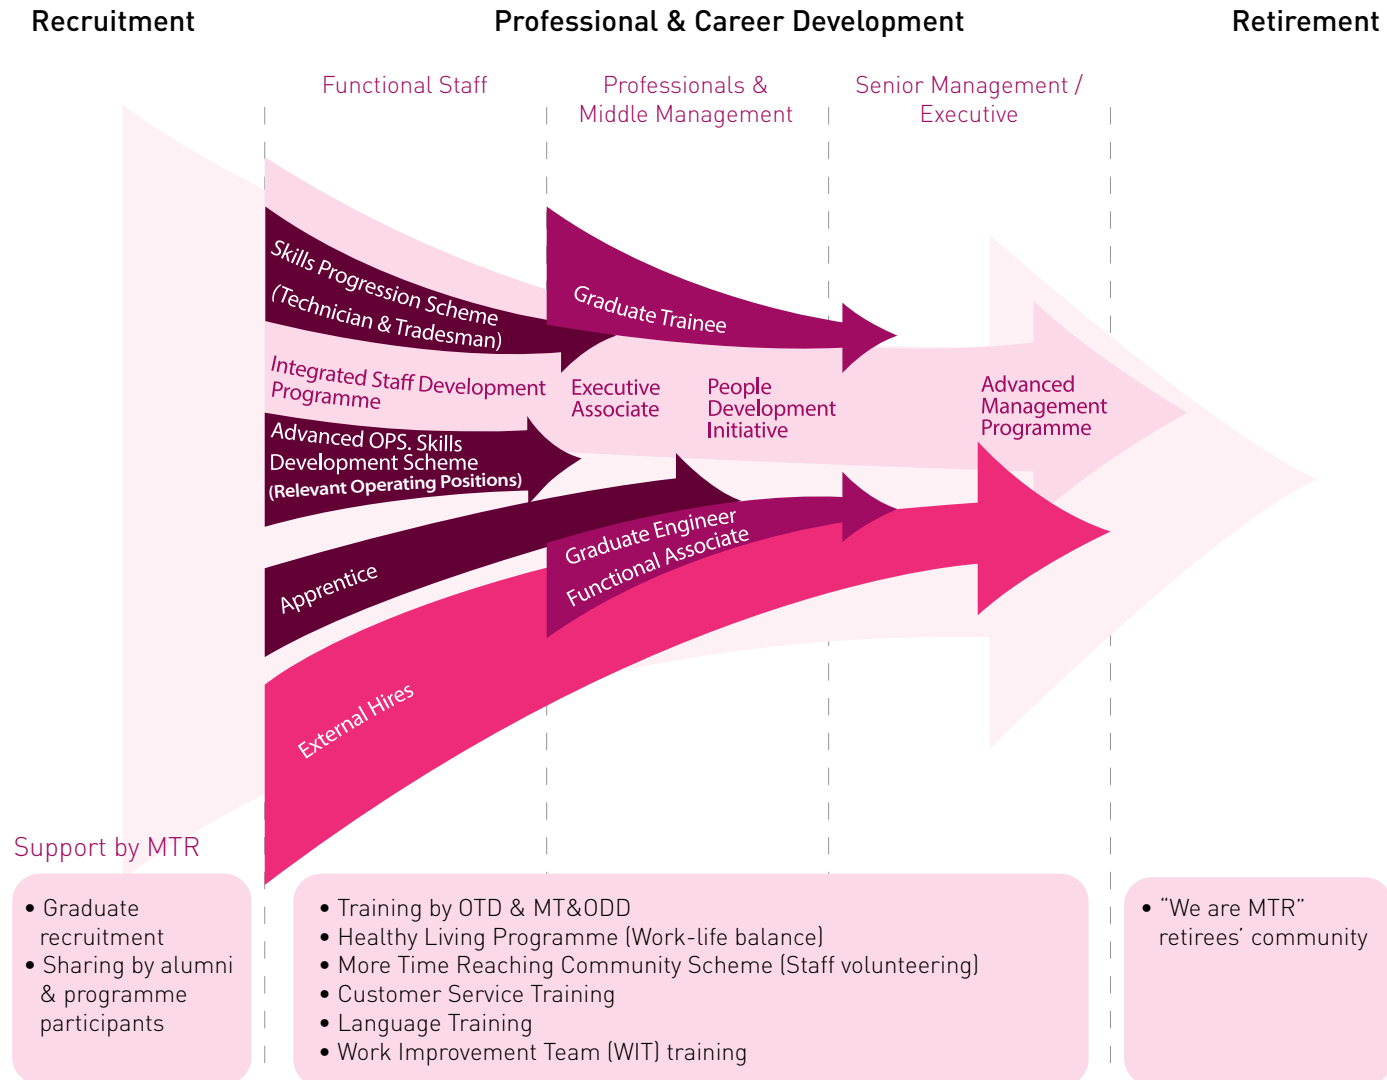 Recruitment
Professional & Career Development
Retirement
Functional Staff
Professionals &
Middle Management
Senior Management /
Executive
Skills Progression Scheme
(Technician & Tradesman)
Graduate Trainee
Integrated Staff Development
Programme
Executive
Associate
People
Development
Initiative
Advanced
Management
Programme
Advanced OPS. Skills
Development Scheme
(Relevant Operating Positions)
Apprentice
Graduate Engineer
Functional Associate
External Hires
Support by MTR
• Graduate
recruitment
• Sharing by alumni
& programme
participants
• Training by OTD & MT&ODD
• Healthy Living Programme (Work-life balance)
• More Time Reaching Community Scheme (Staff volunteering)
• Customer Service Training
• Language Training
• Work Improvement Team (WIT) training
• “We are MTR”
retirees’ community